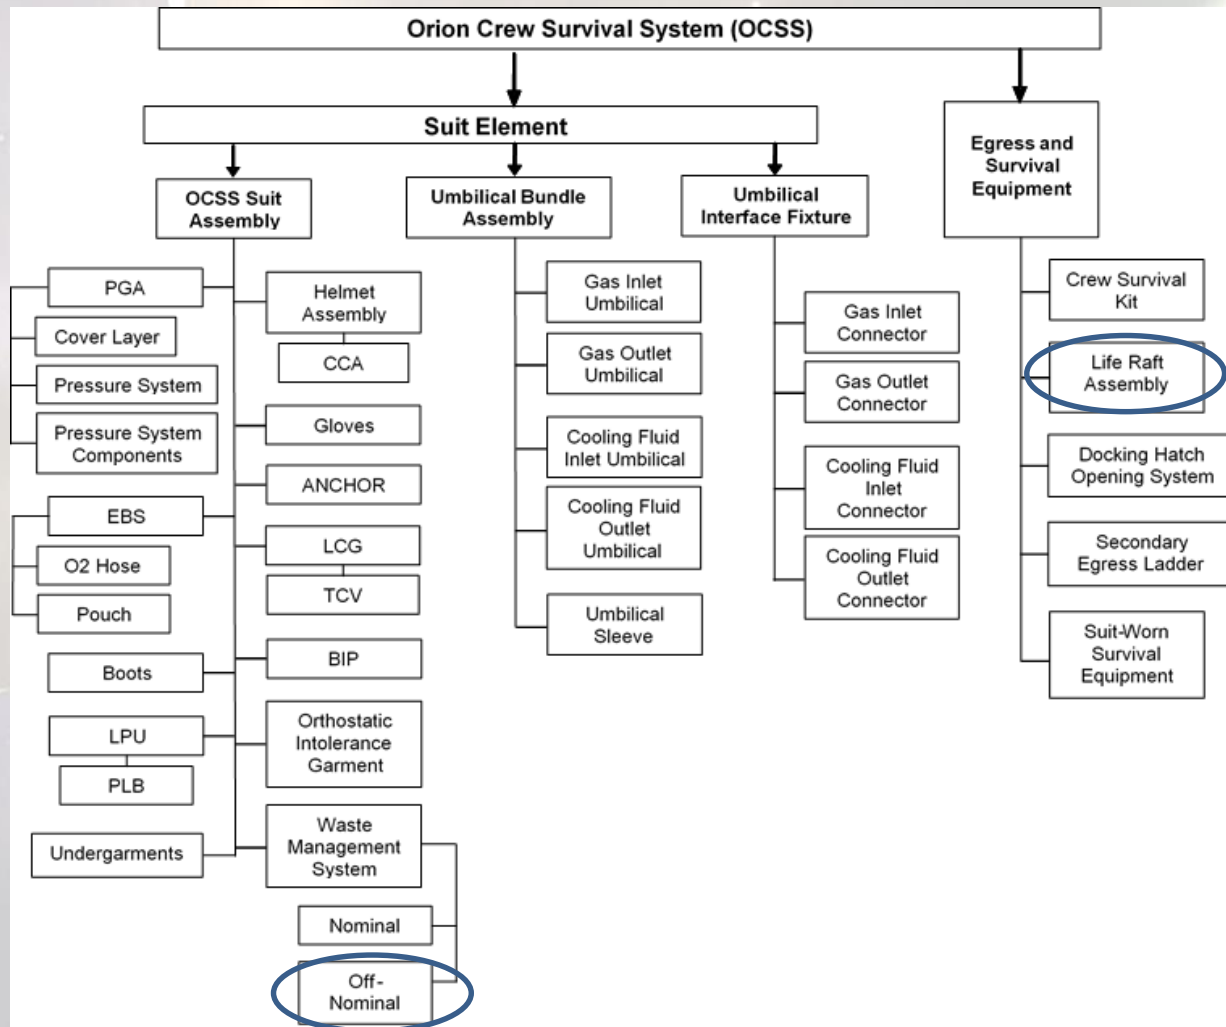 Orion Crew Survival System (OCSS)
Suit Element
Egress and
Survival
Equipment
OCSS Suit
Assembly
Umbilical Bundle
Assembly
Umbilical
Interface Fixture
PGA
Cover Layer
Pressure System
Pressure System
Components
EBS
O2 Hose
Pouch
Boots
LPU
PLB
Undergarments
Helmet
Assembly
CCA
Gloves
ANCHOR
LCG
TCV
BIP
Orthostatic
Intolerance
Garment
Waste
Management
System
Nominal
Off-
Nominal
Gas Inlet
Umbilical
Gas Outlet
Umbilical
Cooling Fluid
Inlet Umbilical
Cooling Fluid
Outlet
Umbilical
Umbilical
Sleeve
Gas Inlet
Connector
Gas Outlet
Connector
Cooling Fluid
Inlet
Connector
Cooling Fluid
Outlet
Connector
Crew Survival
Kit
Life Raft
Assembly
Docking Hatch
Opening System
Secondary
Egress Ladder
Suit-Worn
Survival
Equipment